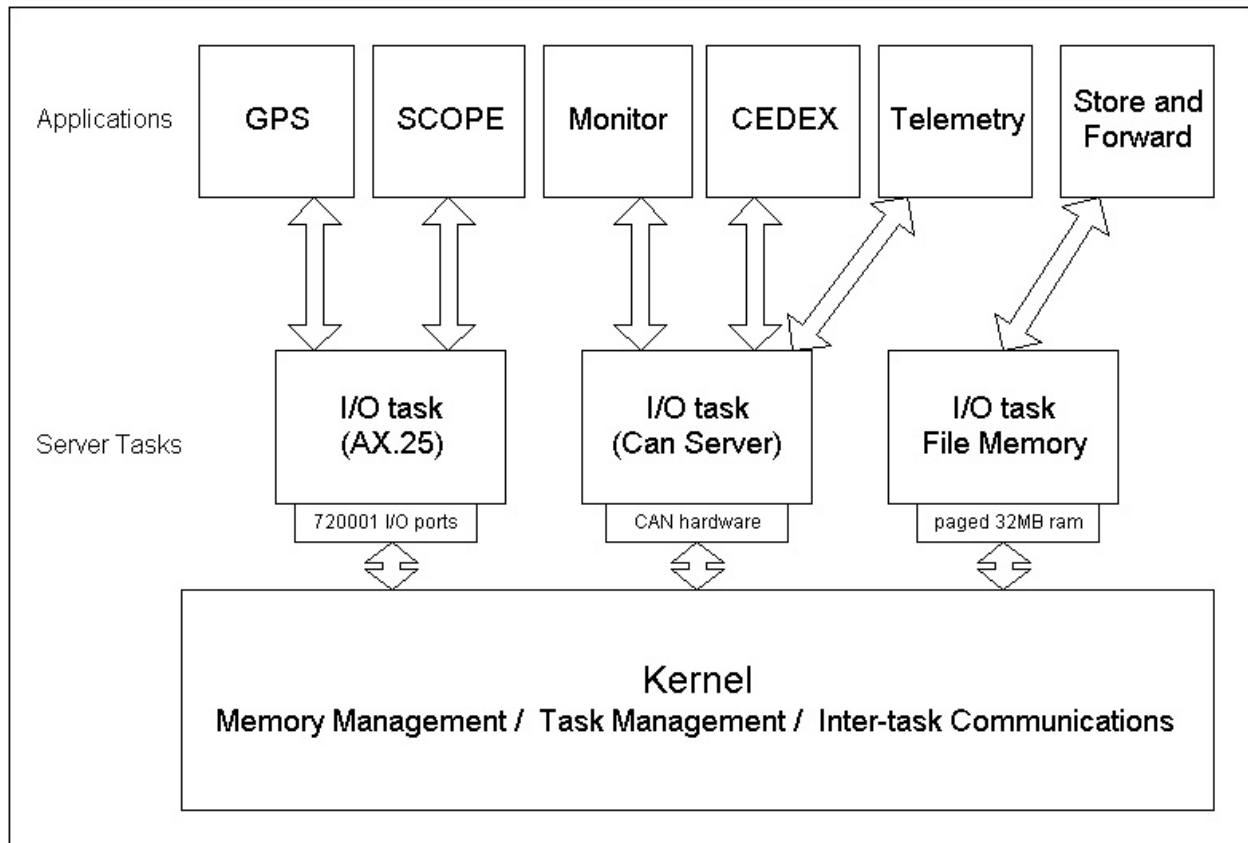 Applications
GPS
SCOPE
Monitor
CEDEX
Telemetry
Store and
Forward
Server Tasks
I/O task
(AX.25)
I/O task
(Can Server)
I/O task
File Memory
720001 I/O ports
CAN hardware
paged 32MB ram
Kernel
Memory Management / Task Management / Inter-task Communications